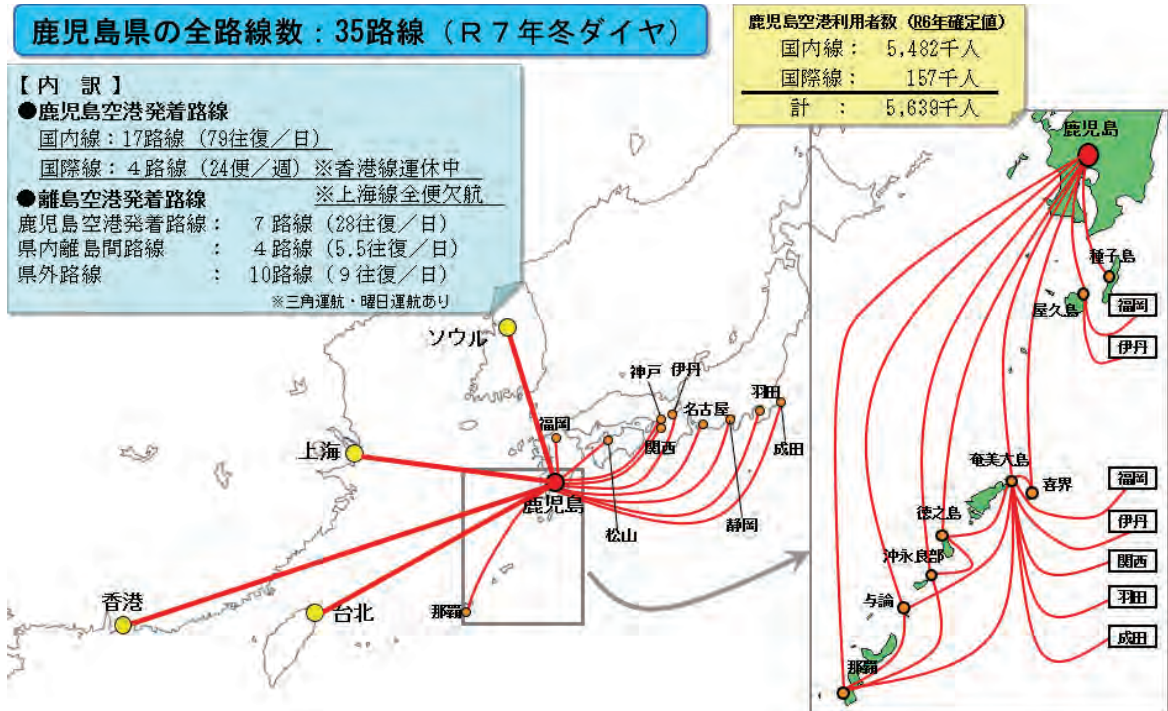 鹿児島県の全路線数：35路線（Ｒ７年冬ダイヤ）
鹿児島空港利用者数（R6年確定値）
国内線： 5,482千人
国際線： 157千人
計 ： 5,639千人
【内 訳】
●鹿児島空港発着路線
国内線：17路線（79往復／日）
国際線：４路線（24便／週）※香港線運休中
※上海線全便欠航
●離島空港発着路線
鹿児島空港発着路線： ７路線（28往復／日）
県内離島間路線 ： ４路線（5.5往復／日）
県外路線 ： 10路線（９往復／日）
※三角運航・曜日運航あり
ソウル
上海
香港
台北
福岡
鹿児島
那覇
松山
神戸
伊丹
関西
名古屋
静岡
羽田
成田
鹿児島
種子島
屋久島
福岡
伊丹
奄美大島
喜界
徳之島
沖永良部
与論
那覇
福岡
伊丹
関西
羽田
成田